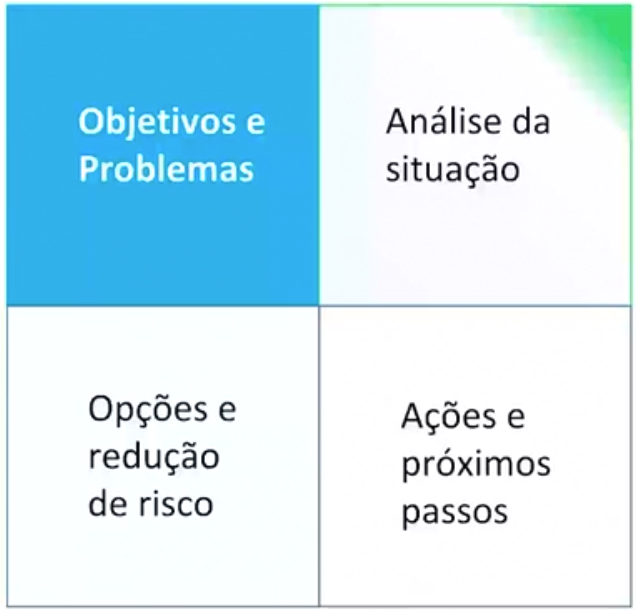 Objetivos e
Problemas
Análise da
situação
Opções e
redução
de risco
Ações e
próximos
passos